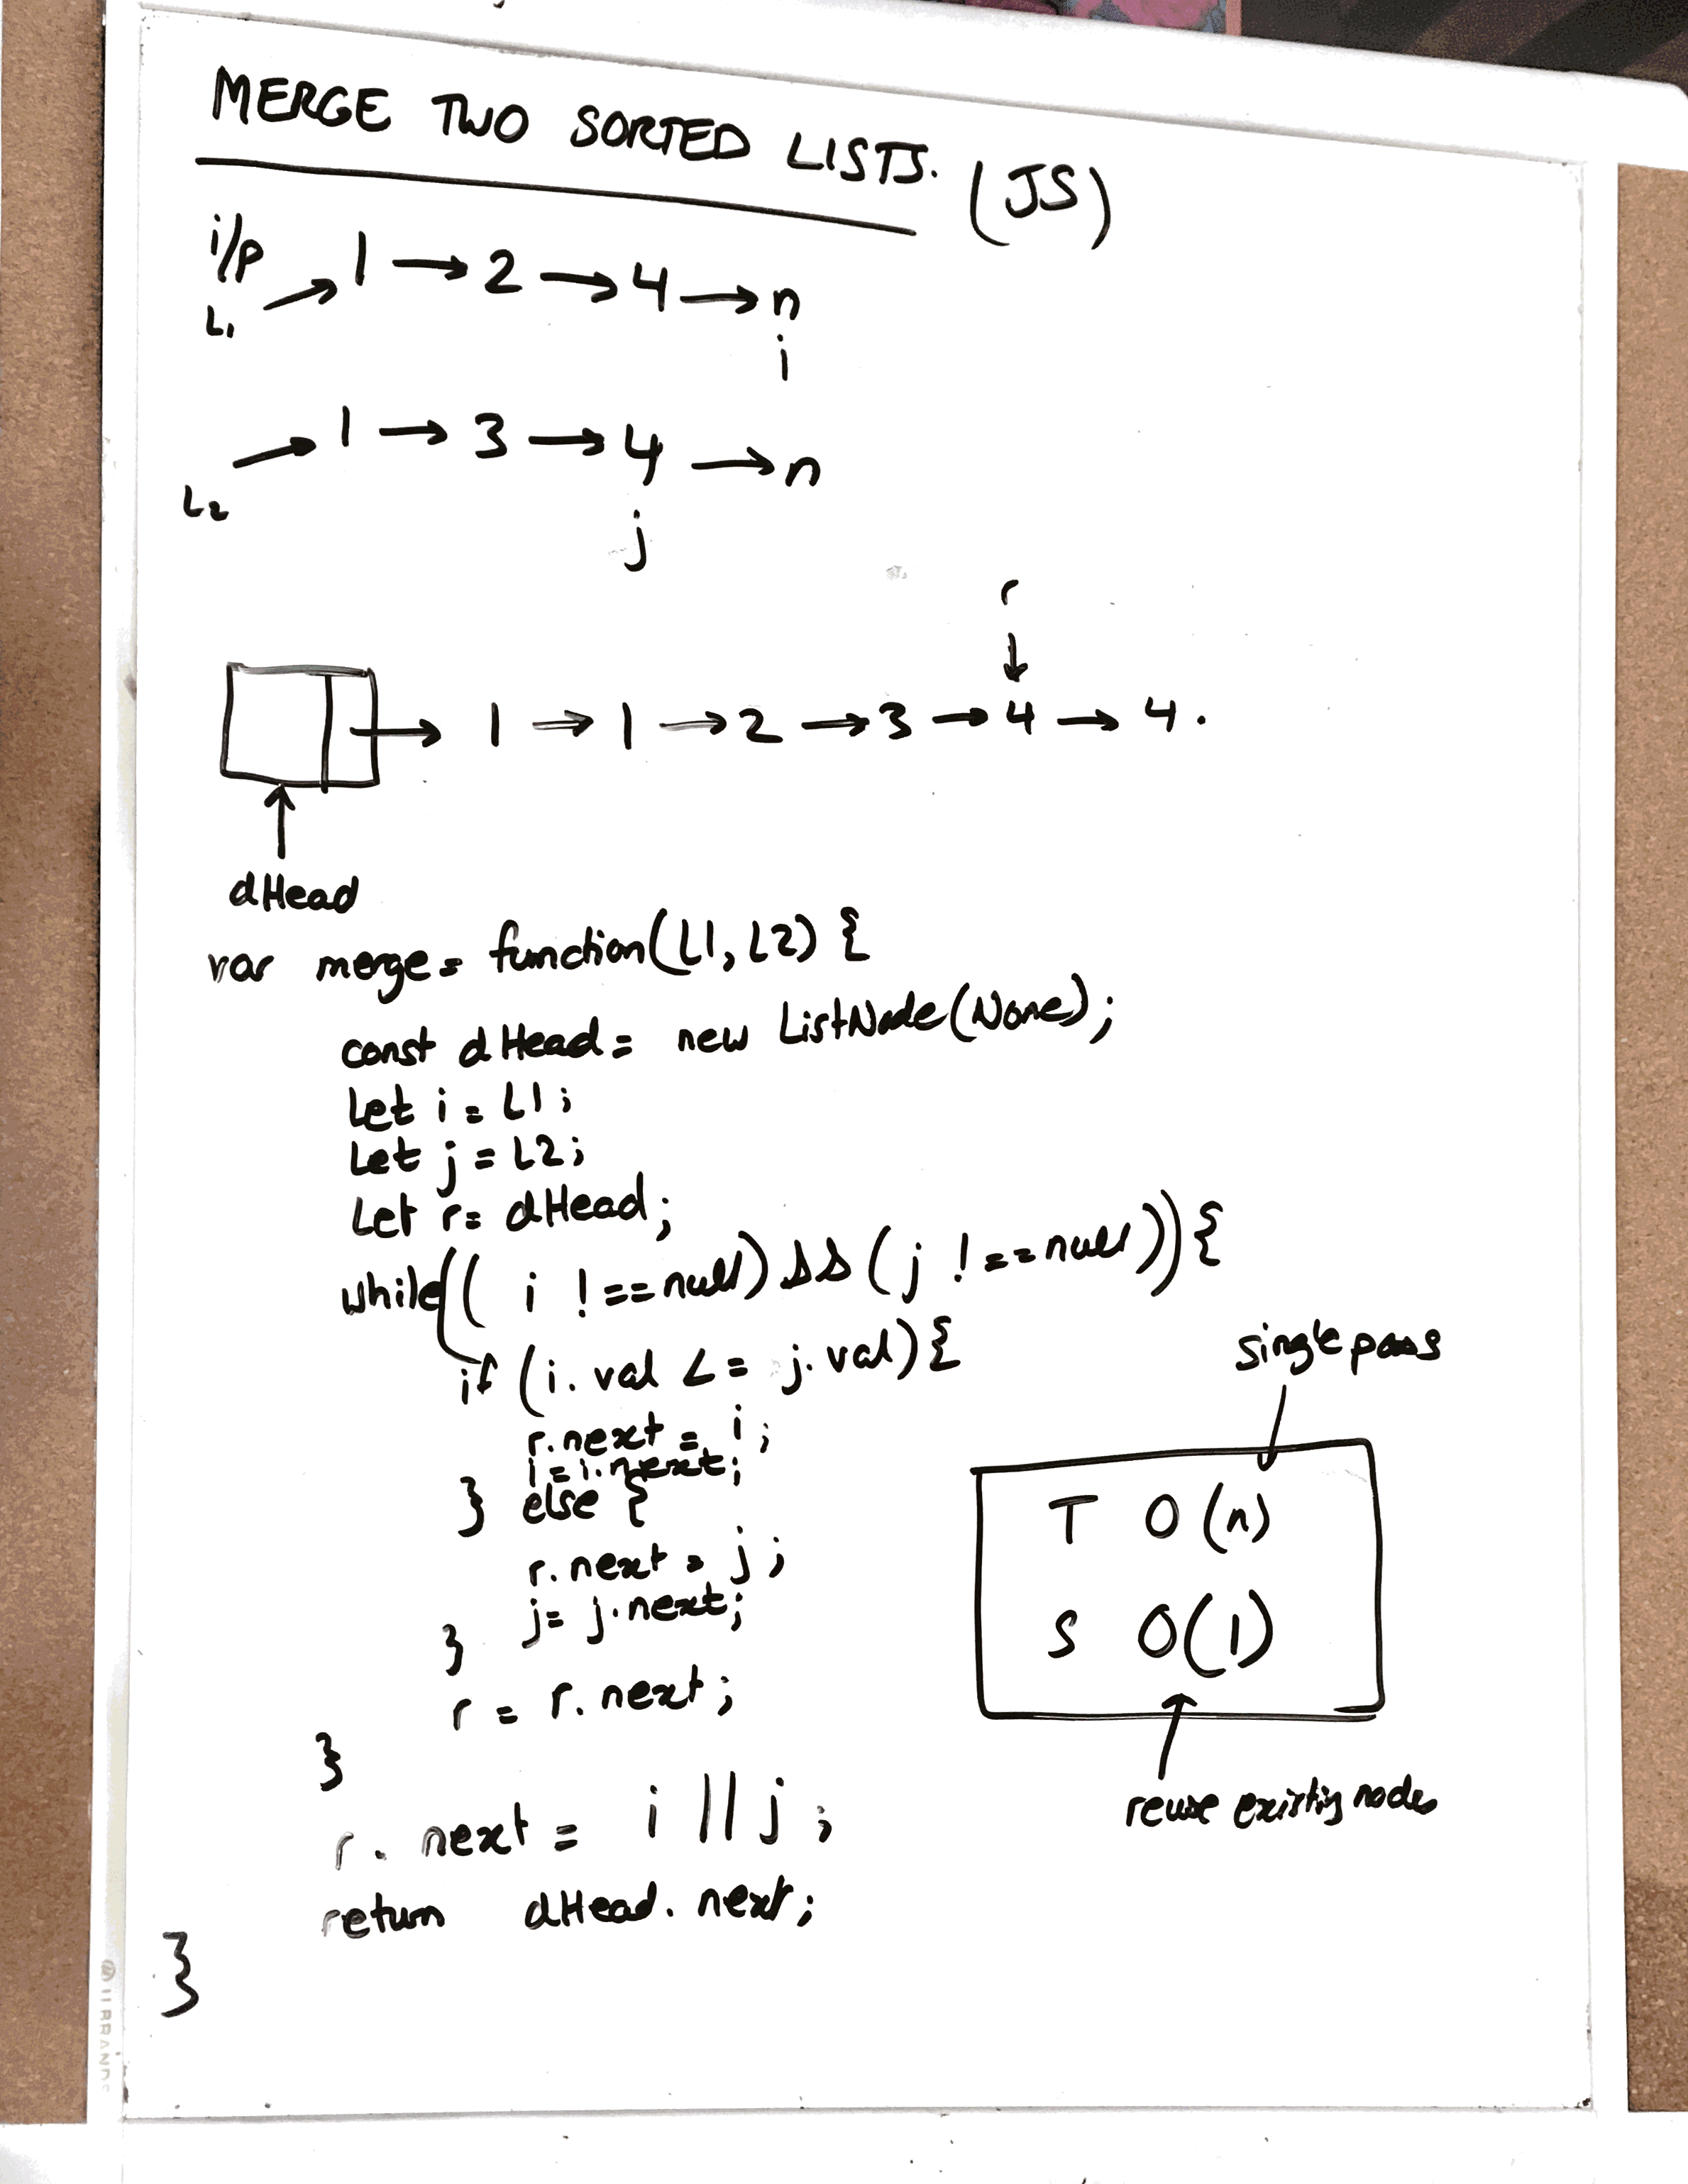 MERGE TWO SORTED LISTS. (JS)
i/p
L1 → 1 → 2 → 4 → n
i
L2 → 1 → 3 → 4 → n
j
r
↓
→ 1 → 1 → 2 → 3 → 4 → 4.
↑
dHead
var merge = function(L1, L2) {
const dHead = new ListNode(None);
Let i = L1;
Let j = L2;
Let r = dHead;
while(( i !== null) && (j !== null)) {
if (i.val <= j.val) {
r.next = i;
i = i.next;
} else {
r.next = j;
j = j.next;
}
r = r.next;
}
r.next = i || j;
return dHead.next;
}
single pass
T O(n)
S O(1)
reuse existing nodes